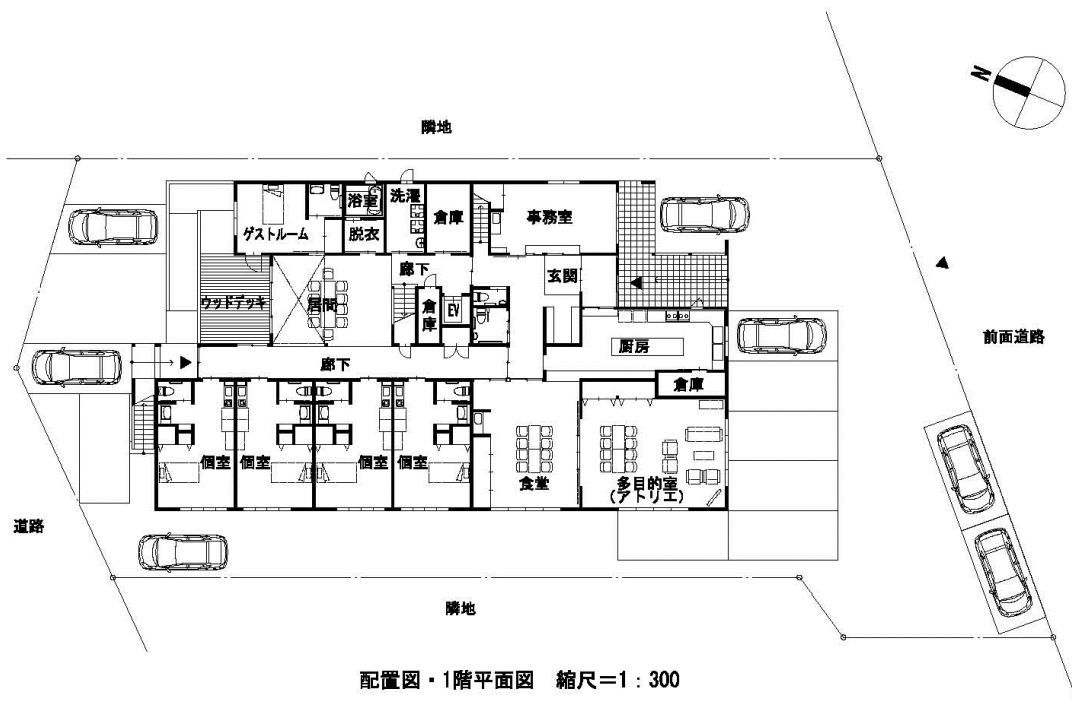 N
隣地
浴室
洗濯
倉庫
事務室
ゲストルーム
脱衣
廊下
玄関
ウッドデッキ
居間
倉庫
EV
前面道路
廊下
厨房
倉庫
個室
個室
個室
個室
食堂
多目的室
(アトリエ)
道路
隣地
配置図・1階平面図 縮尺=1:300